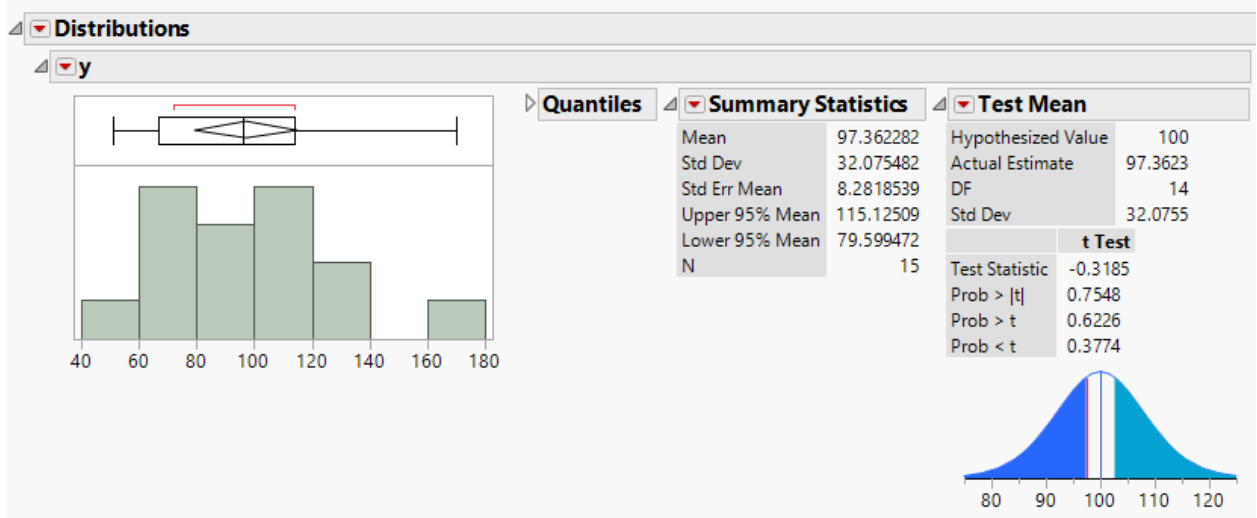 Distributions
y
40 60 80 100 120 140 160 180
Quantiles
Summary Statistics
Mean 97.362282
Std Dev 32.075482
Std Err Mean 8.2818539
Upper 95% Mean 115.12509
Lower 95% Mean 79.599472
N 15
Test Mean
Hypothesized Value 100
Actual Estimate 97.3623
DF 14
Std Dev 32.0755
t Test
Test Statistic -0.3185
Prob > |t| 0.7548
Prob > t 0.6226
Prob < t 0.3774
80 90 100 110 120